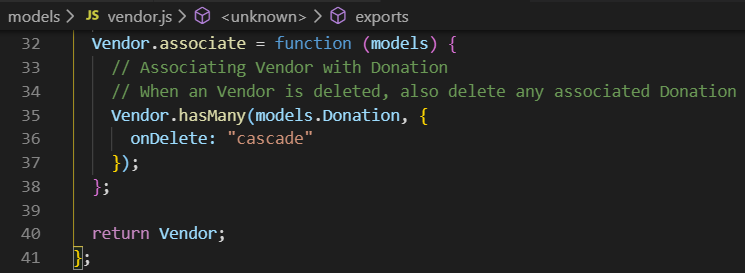 models > JS vendor.js > <unknown> > exports
32 Vendor.associate = function (models) {
33 // Associating Vendor with Donation
34 // When an Vendor is deleted, also delete any associated Donation
35 Vendor.hasMany(models.Donation, {
36 onDelete: "cascade"
37 });
38 };
39
40 return Vendor;
41 };